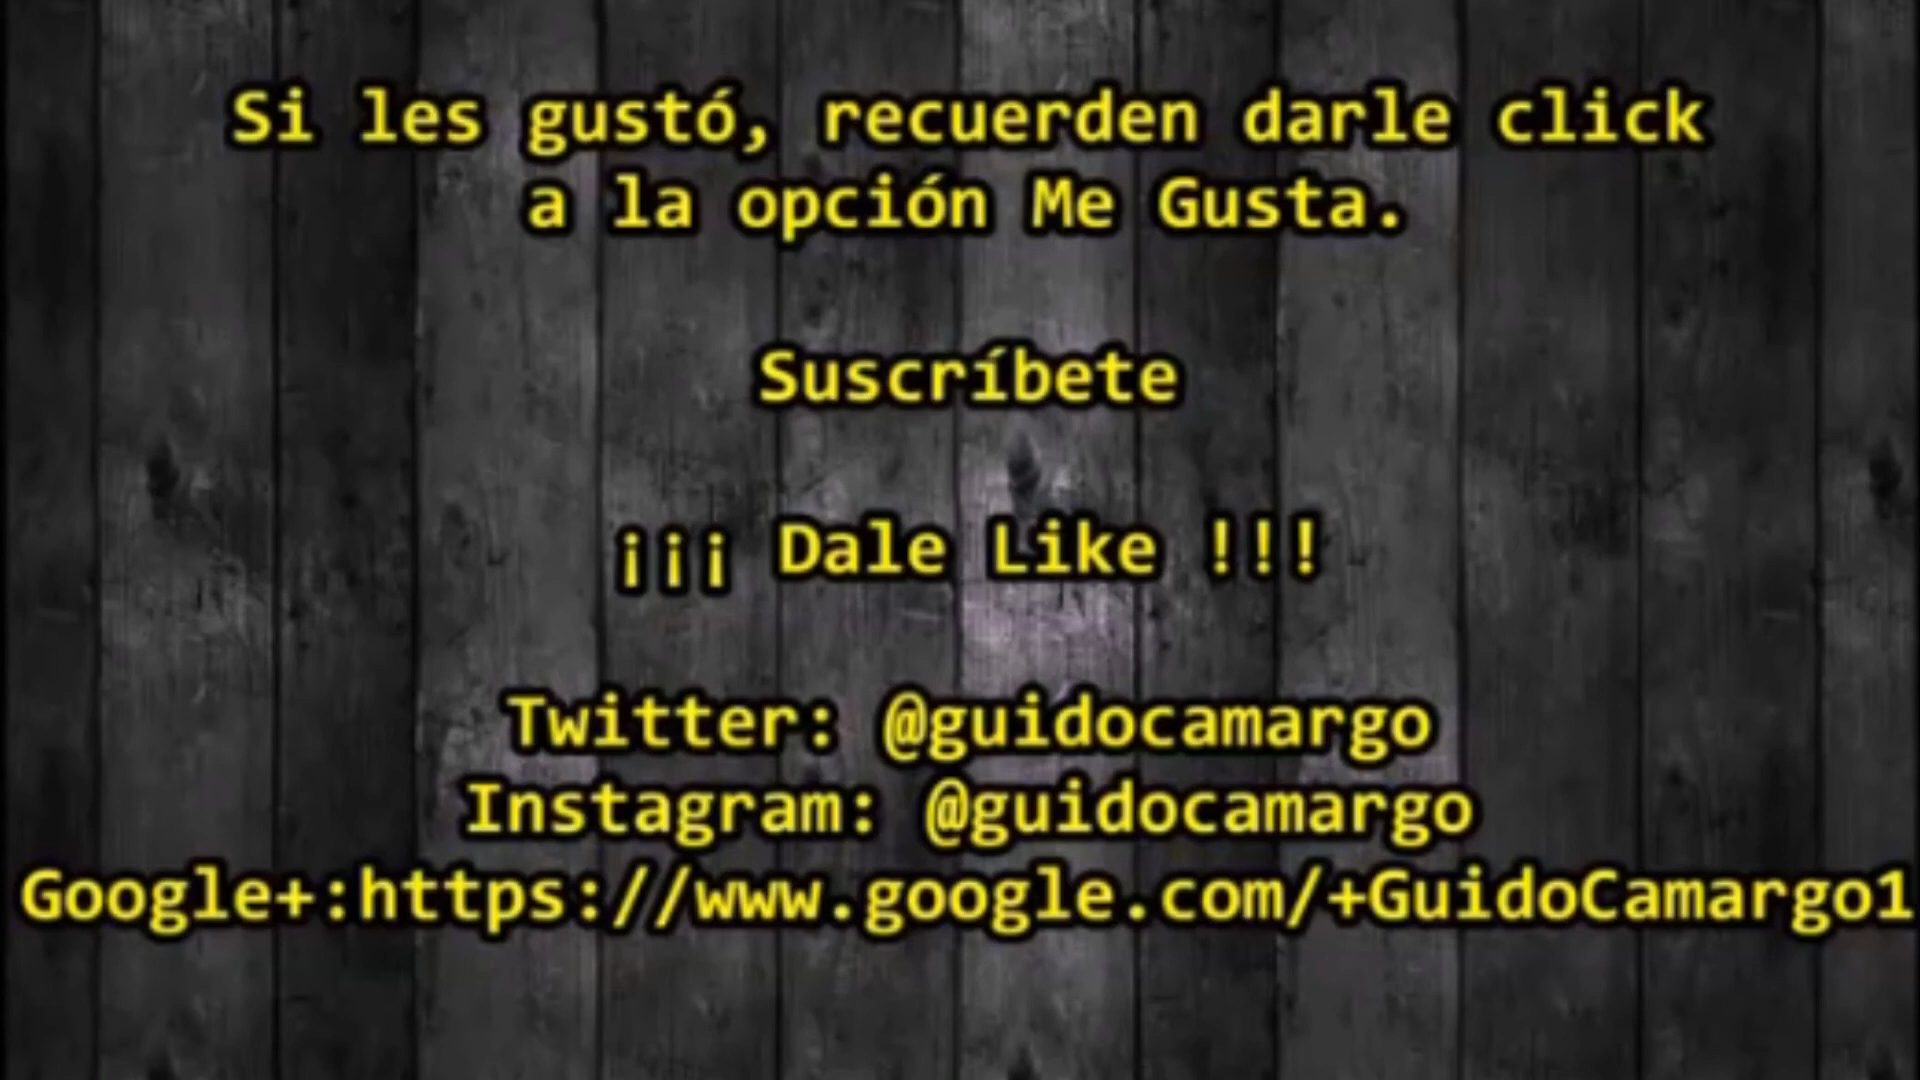 Si les gustó, recuerden darle click
a la opción Me Gusta.
Suscríbete
¡¡¡ Dale Like !!!
Twitter: @guidocamargo
Instagram: @guidocamargo
Google+:https://www.google.com/+GuidoCamargo1